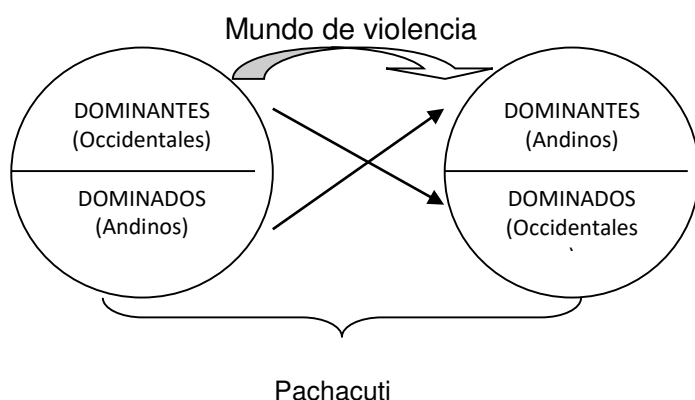 Mundo de violencia
DOMINANTES
(Occidentales)
DOMINADOS
(Andinos)
DOMINANTES
(Andinos)
DOMINADOS
(Occidentales
)
Pachacuti